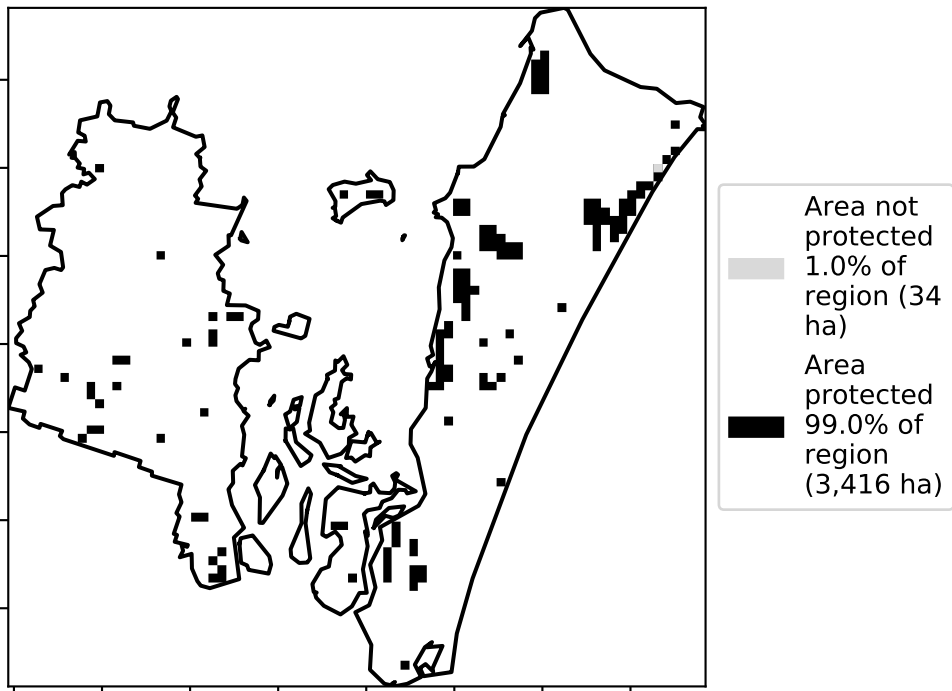 Area not
protected
1.0% of
region (34
ha)
Area
protected
99.0% of
region
(3,416 ha)